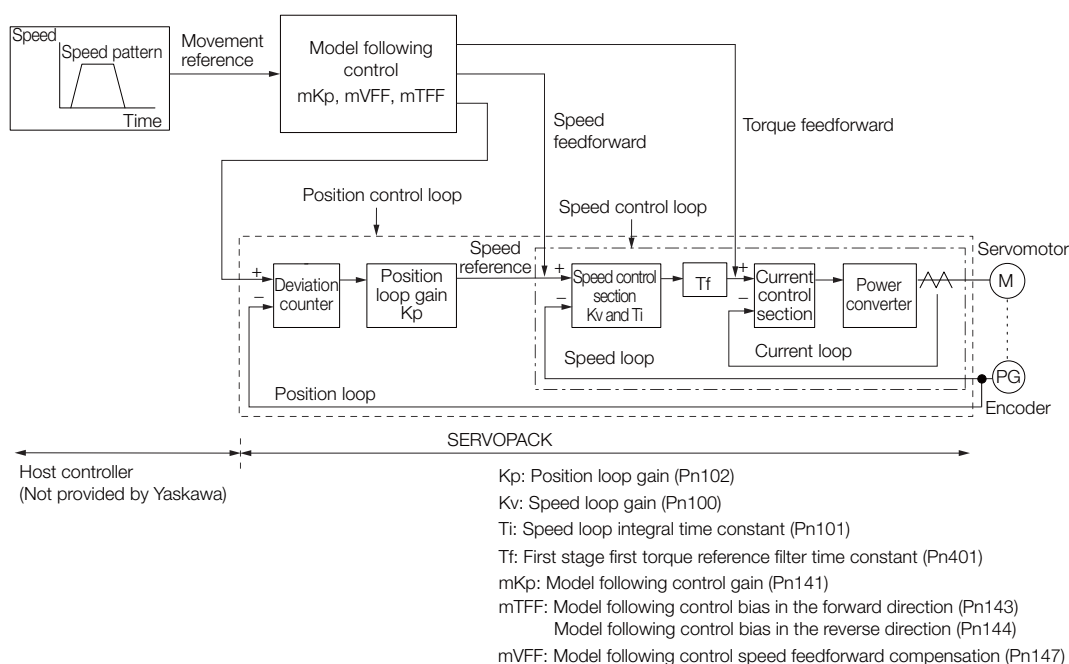 Speed
Speed pattern
Time
Movement
reference
Model following
control
mKp, mVFF, mTFF
Speed
feedforward
Torque feedforward
Position control loop
Speed control loop
Speed
reference
Servomotor
+
−
Deviation
counter
Position
loop gain
Kp
+
−
Speed control
section
Kv and Ti
Tf
+
−
Current
control
section
Power
converter
M
Speed loop
Current loop
PG
Position loop
Encoder
SERVOPACK
Host controller
(Not provided by Yaskawa)
Kp: Position loop gain (Pn102)
Kv: Speed loop gain (Pn100)
Ti: Speed loop integral time constant (Pn101)
Tf: First stage first torque reference filter time constant (Pn401)
mKp: Model following control gain (Pn141)
mTFF: Model following control bias in the forward direction (Pn143)
Model following control bias in the reverse direction (Pn144)
mVFF: Model following control speed feedforward compensation (Pn147)